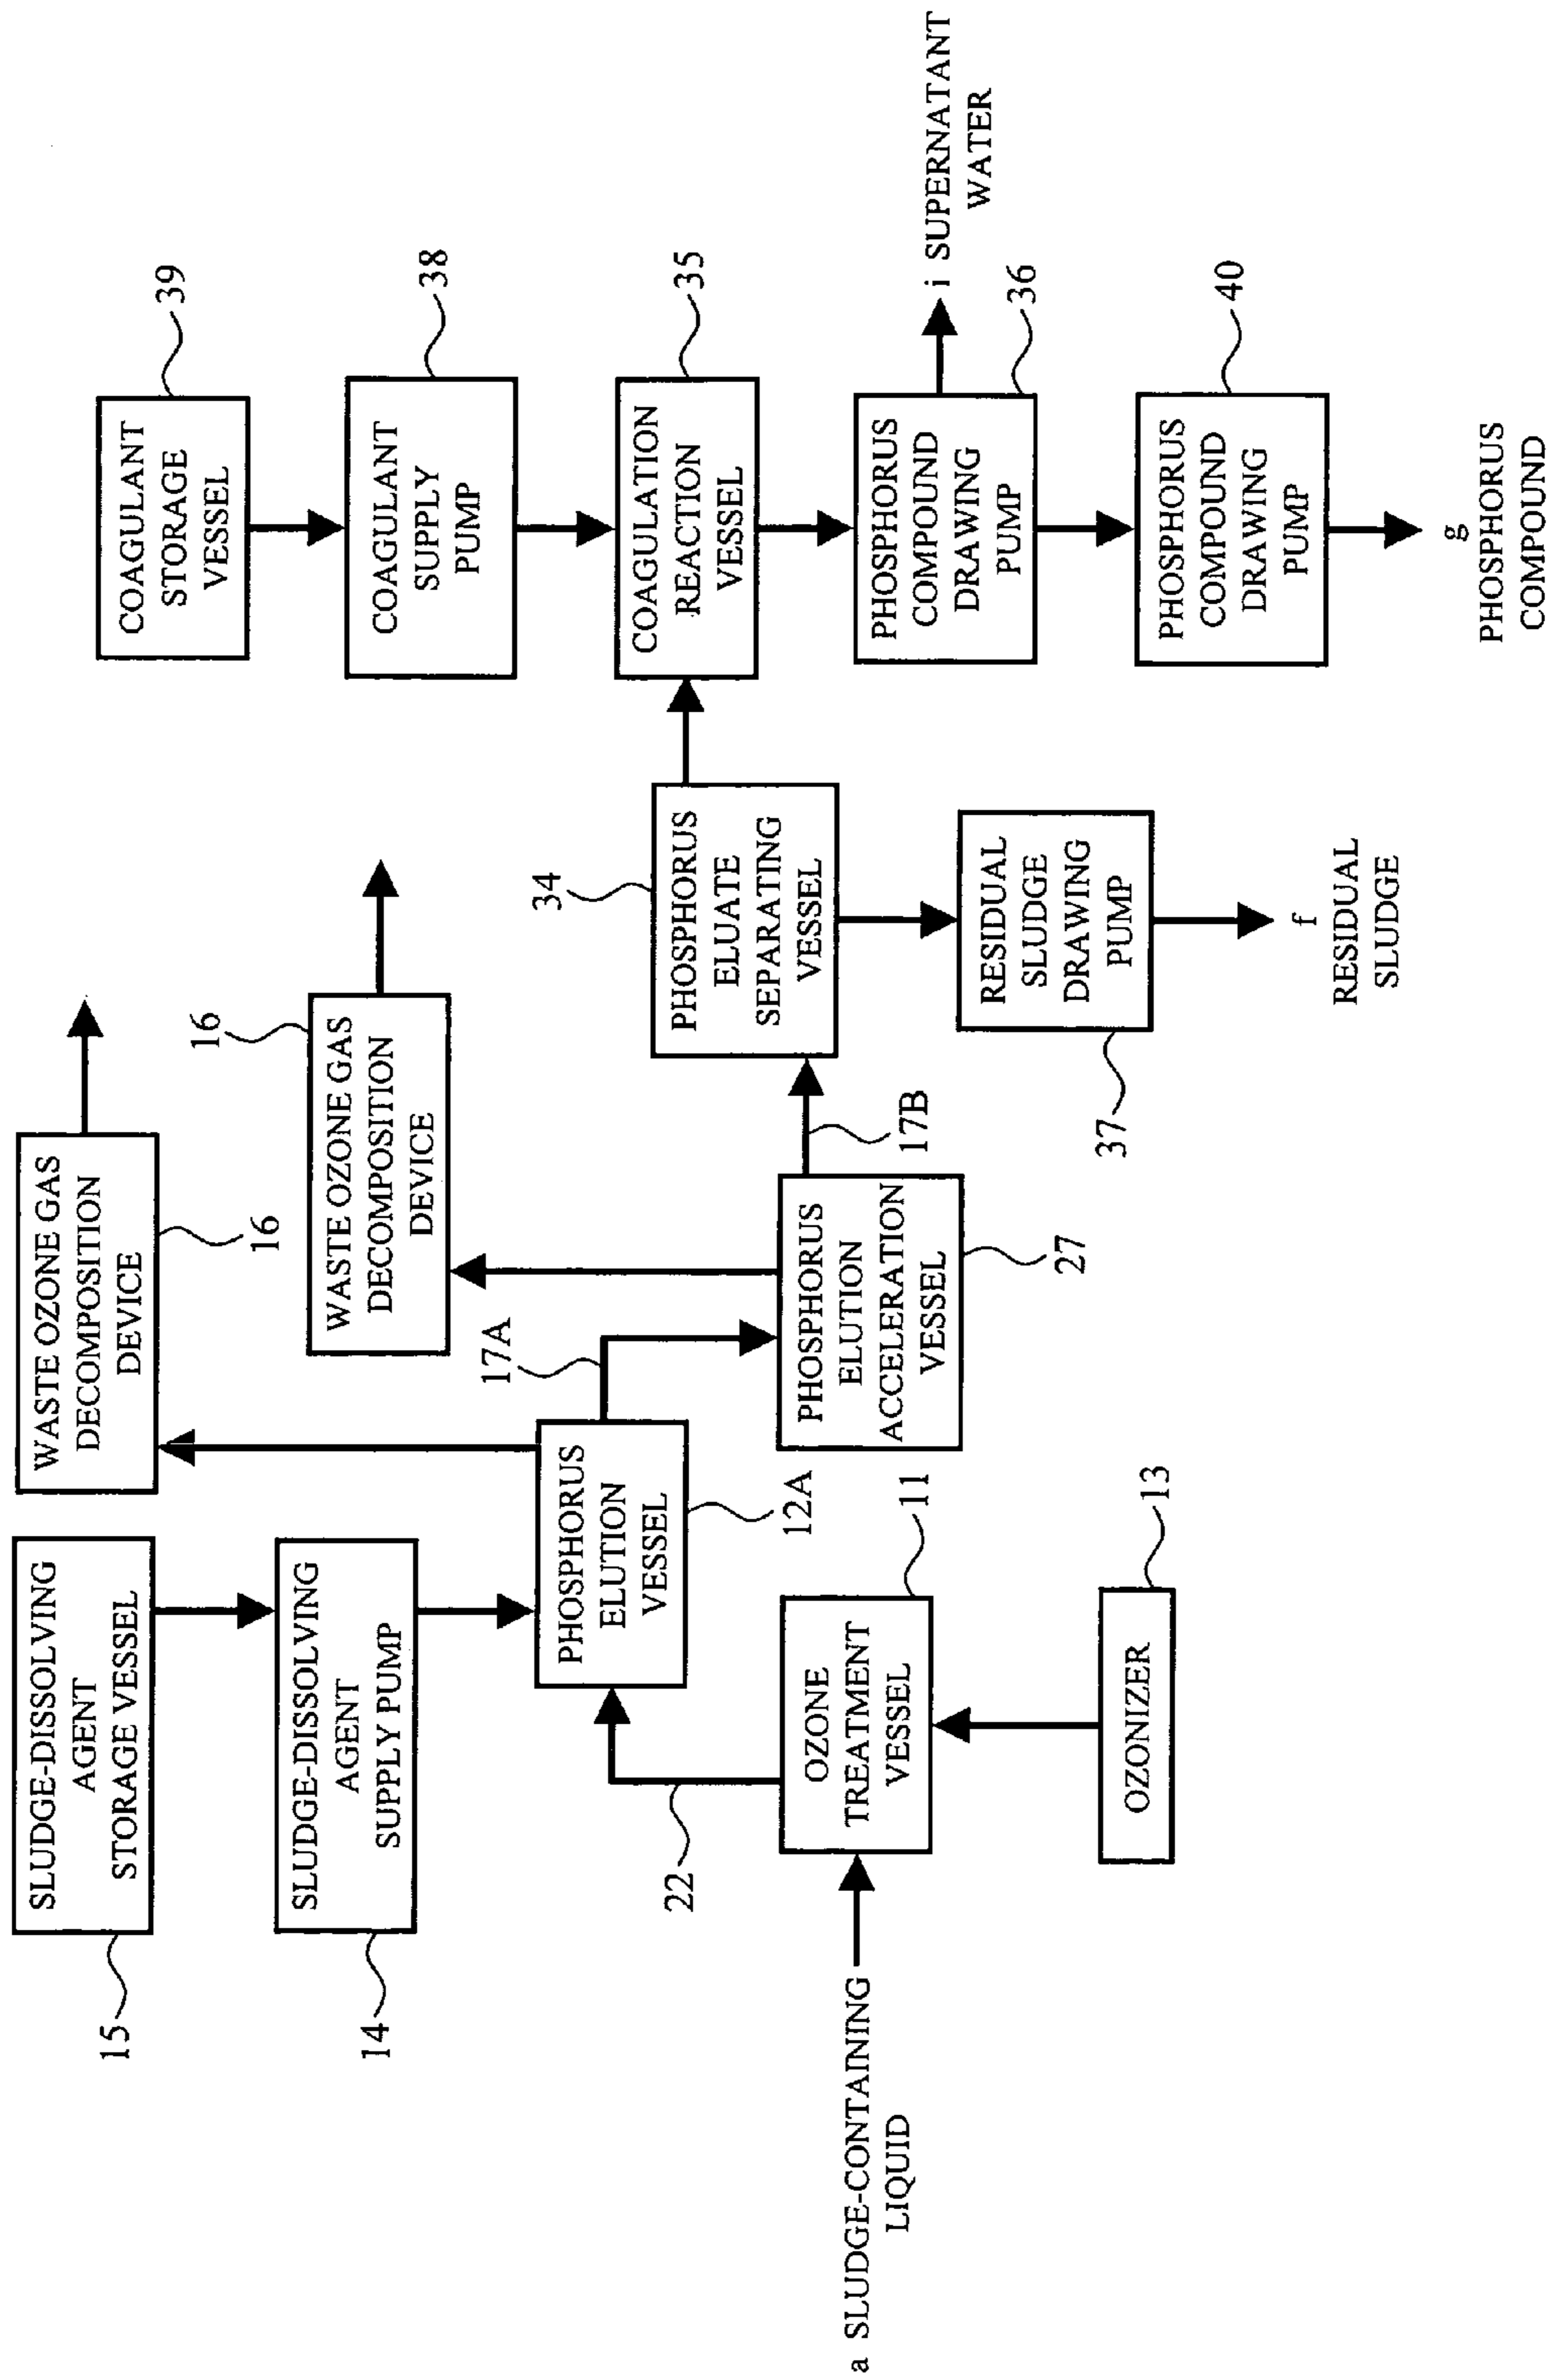 SLUDGE-DISSOLVING
AGENT
STORAGE VESSEL
15
SLUDGE-DISSOLVING
AGENT
SUPPLY PUMP
14
WASTE OZONE GAS
DECOMPOSITION
DEVICE
16
WASTE OZONE GAS
DECOMPOSITION
DEVICE
16
PHOSPHORUS
ELUTION
VESSEL
12A
17A
22
a SLUDGE-CONTAINING
LIQUID
OZONE
TREATMENT
VESSEL
11
OZONIZER
13
PHOSPHORUS
ELUTION
ACCELERATION
VESSEL
27
17B
PHOSPHORUS
ELUATE
SEPARATING
VESSEL
34
RESIDUAL
SLUDGE
DRAWING
PUMP
37
f
RESIDUAL
SLUDGE
COAGULANT
STORAGE
VESSEL
39
COAGULANT
SUPPLY
PUMP
38
COAGULATION
REACTION
VESSEL
35
PHOSPHORUS
COMPOUND
DRAWING
PUMP
36
i SUPERNATANT
WATER
PHOSPHORUS
COMPOUND
DRAWING
PUMP
40
g
PHOSPHORUS
COMPOUND